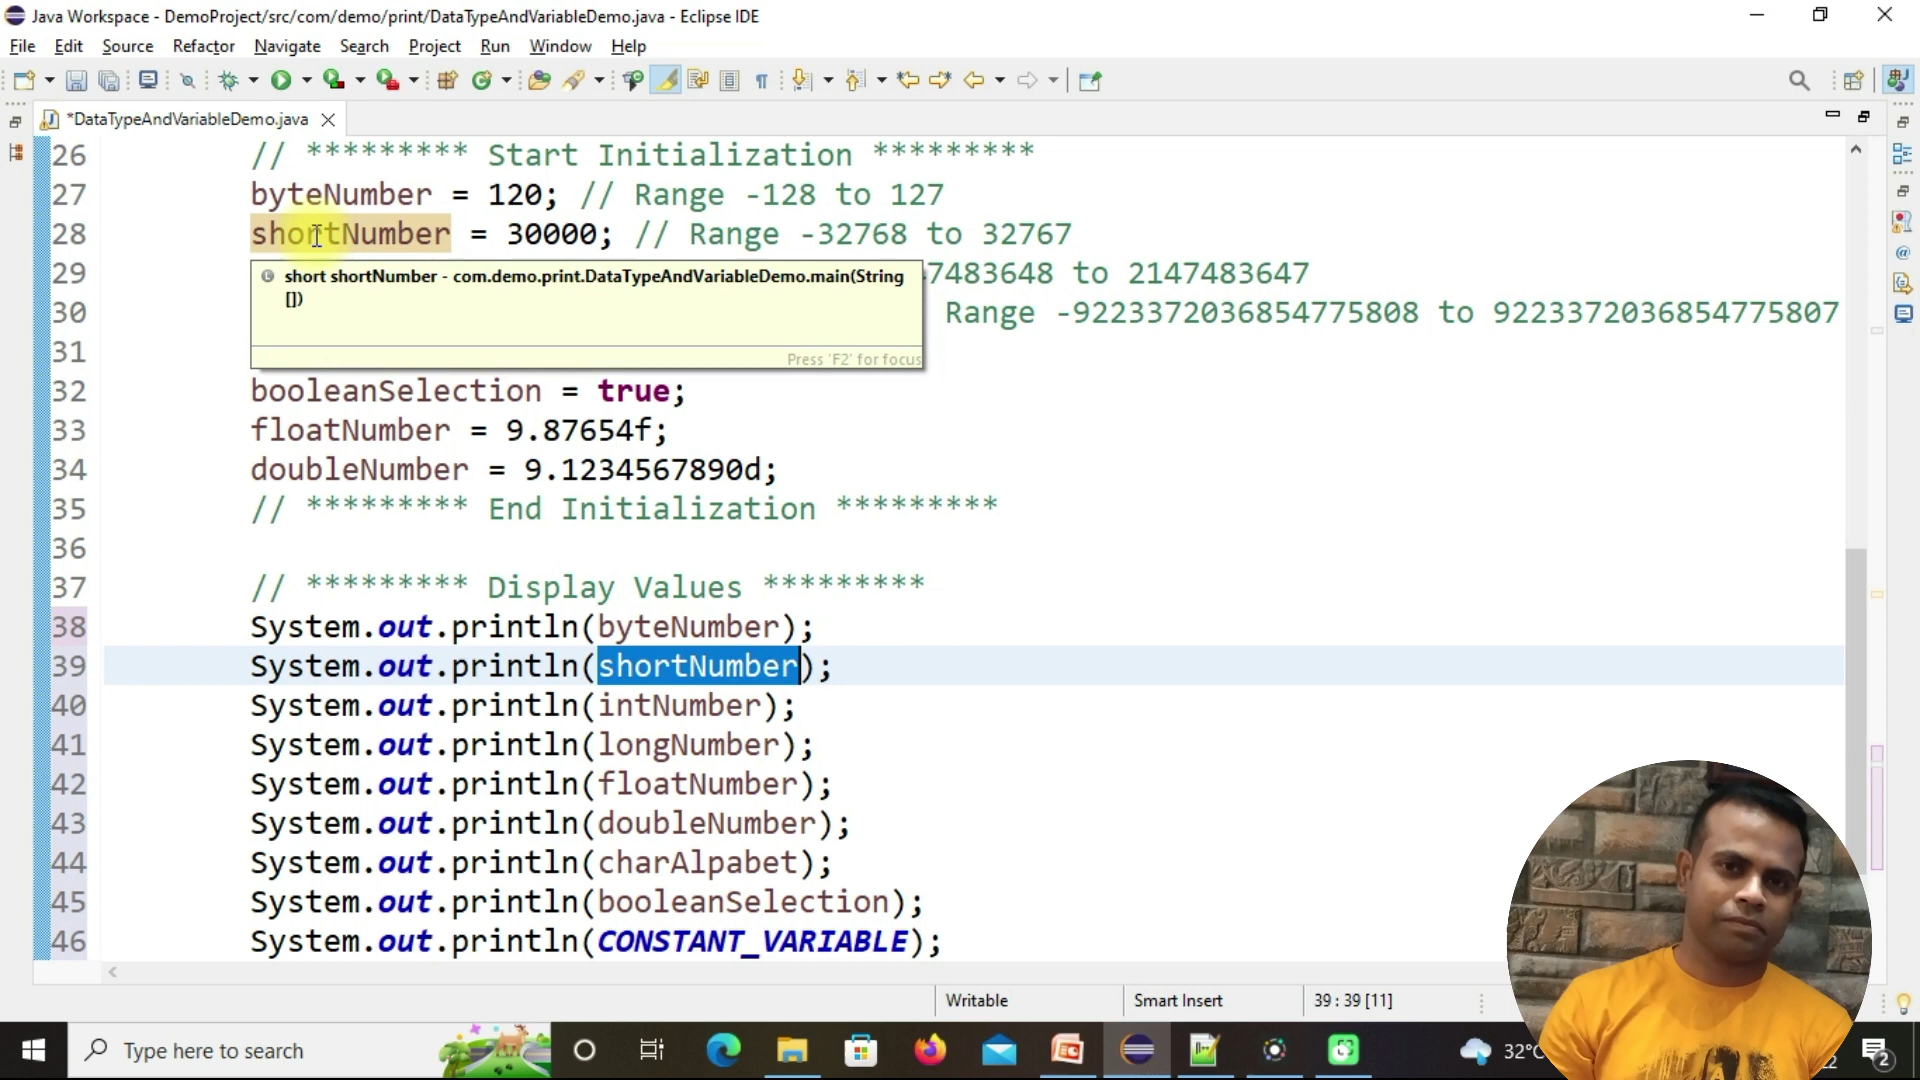 Java Workspace - DemoProject/src/com/demo/print/DataTypeAndVariableDemo.java - Eclipse IDE
File Edit Source Refactor Navigate Search Project Run Window Help
*DataTypeAndVariableDemo.java
26 // ********* Start Initialization *********
27 byteNumber = 120; // Range -128 to 127
28 shortNumber = 30000; // Range -32768 to 32767
29 7483648 to 2147483647
short shortNumber - com.demo.print.DataTypeAndVariableDemo.main(String
[])
30 Range -9223372036854775808 to 9223372036854775807
31
Press 'F2' for focus
32 booleanSelection = true;
33 floatNumber = 9.87654f;
34 doubleNumber = 9.1234567890d;
35 // ********* End Initialization *********
36
37 // ********* Display Values *********
38 System.out.println(byteNumber);
39 System.out.println(shortNumber);
40 System.out.println(intNumber);
41 System.out.println(longNumber);
42 System.out.println(floatNumber);
43 System.out.println(doubleNumber);
44 System.out.println(charAlpabet);
45 System.out.println(booleanSelection);
46 System.out.println(CONSTANT_VARIABLE);
Writable Smart Insert 39 : 39 [11]
Type here to search 32°C 2